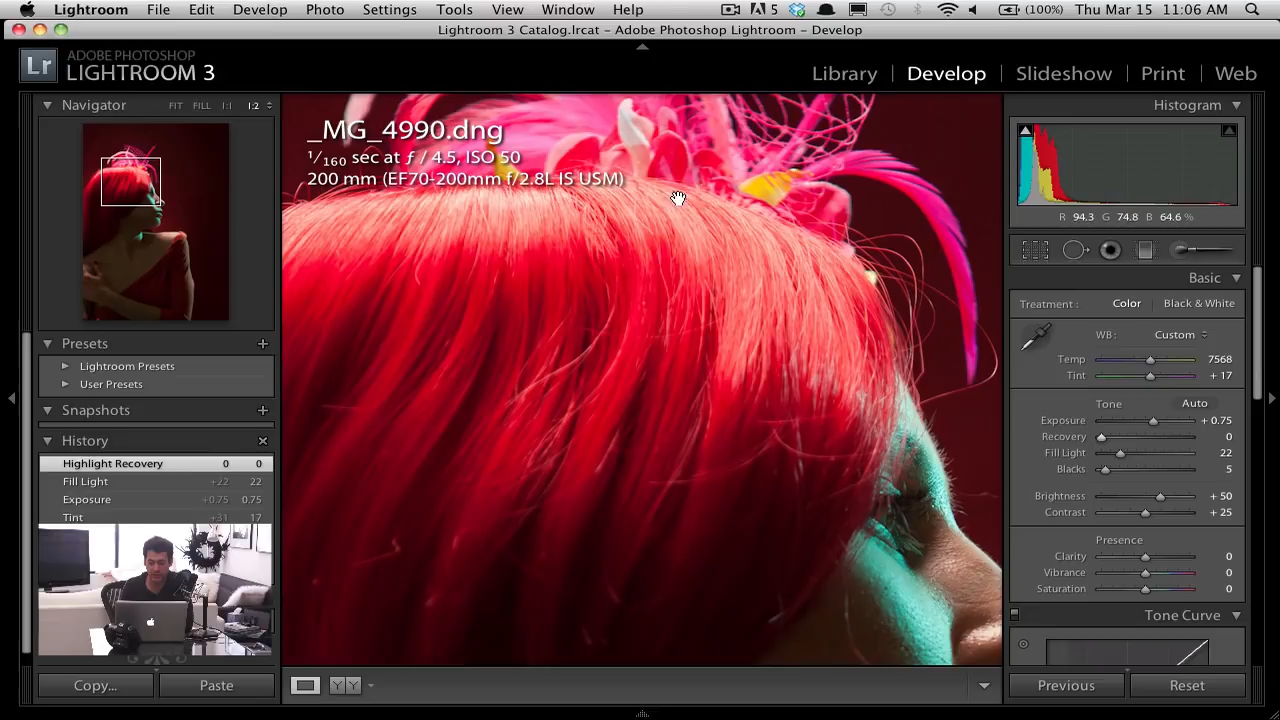 Lightroom File Edit Develop Photo Settings Tools View Window Help 5 (100%) Thu Mar 15 11:06 AM
Lightroom 3 Catalog.lrcat – Adobe Photoshop Lightroom – Develop
Lr ADOBE PHOTOSHOP
LIGHTROOM 3
Library | Develop | Slideshow | Print | Web
Navigator FIT FILL 1:1 1:2
Histogram
_MG_4990.dng
1/160 sec at ƒ / 4.5, ISO 50
200 mm (EF70-200mm f/2.8L IS USM)
R 94.3 G 74.8 B 64.6 %
Basic
Treatment : Color | Black & White
WB : Custom
Temp 7568
Tint + 17
Tone Auto
Exposure + 0.75
Recovery 0
Fill Light 22
Blacks 5
Brightness + 50
Contrast + 25
Presence
Clarity 0
Vibrance 0
Saturation 0
Tone Curve
Presets
Lightroom Presets
User Presets
Snapshots
History
Highlight Recovery 0 0
Fill Light +22 22
Exposure +0.75 0.75
Tint +31 17
Copy... Paste
Y Y
Previous Reset